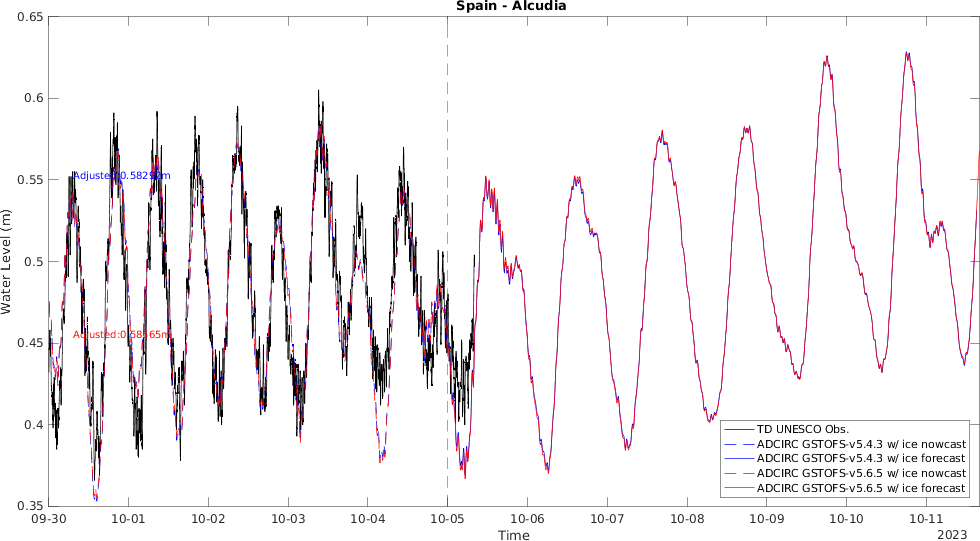 Spain - Alcudia
0.65
0.6
0.55
0.5
0.45
0.4
0.35
Water Level (m)
Adjusted:0.58292m
Adjusted:0.58565m
TD UNESCO Obs.
ADCIRC GSTOFS-v5.4.3 w/ ice nowcast
ADCIRC GSTOFS-v5.4.3 w/ ice forecast
ADCIRC GSTOFS-v5.6.5 w/ ice nowcast
ADCIRC GSTOFS-v5.6.5 w/ ice forecast
09-30 10-01 10-02 10-03 10-04 10-05 10-06 10-07 10-08 10-09 10-10 10-11
Time
2023